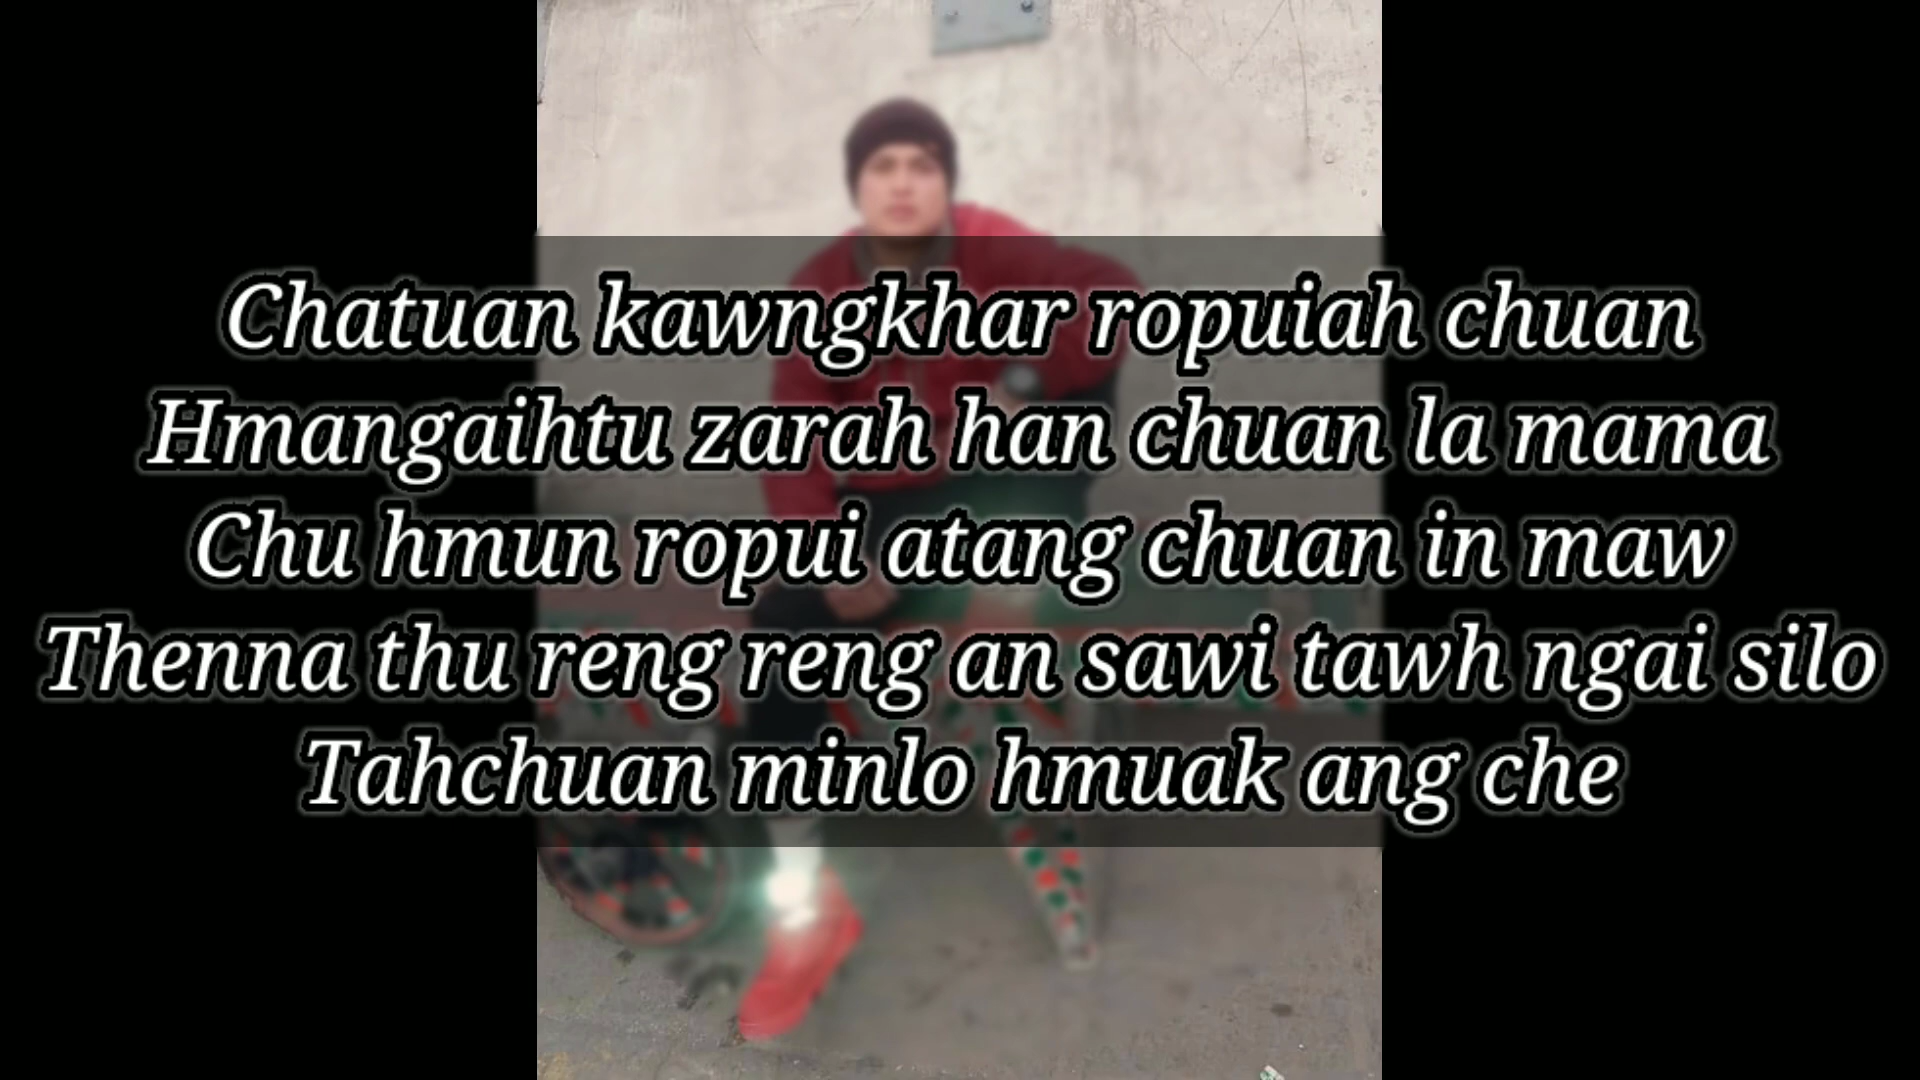 Chatuan kawngkhar ropuiah chuan
Hmangaihtu zarah han chuan la mama
Chu hmun ropui atang chuan in maw
Thenna thu reng reng an sawi tawh ngai silo
Tahchuan minlo hmuak ang che